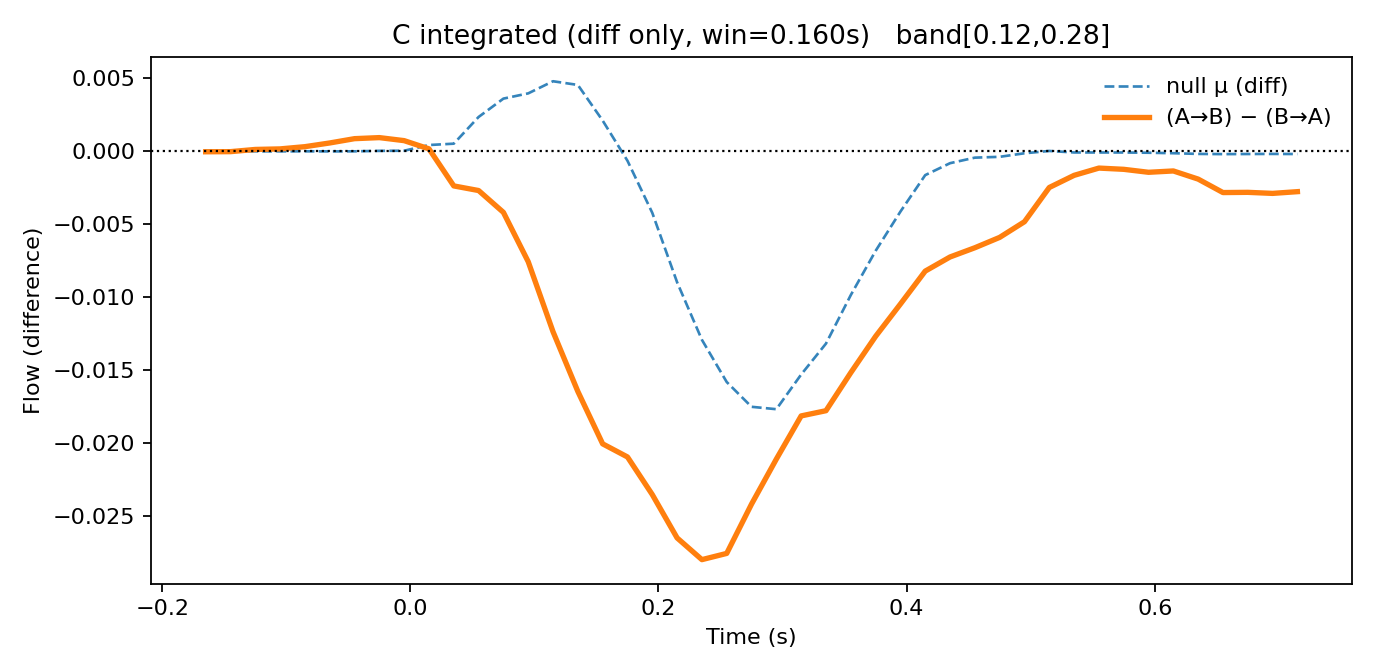 C integrated (diff only, win=0.160s)   band[0.12,0.28]
null μ (diff)
(A→B) − (B→A)
Flow (difference)
0.005
0.000
−0.005
−0.010
−0.015
−0.020
−0.025
−0.2
0.0
0.2
0.4
0.6
Time (s)